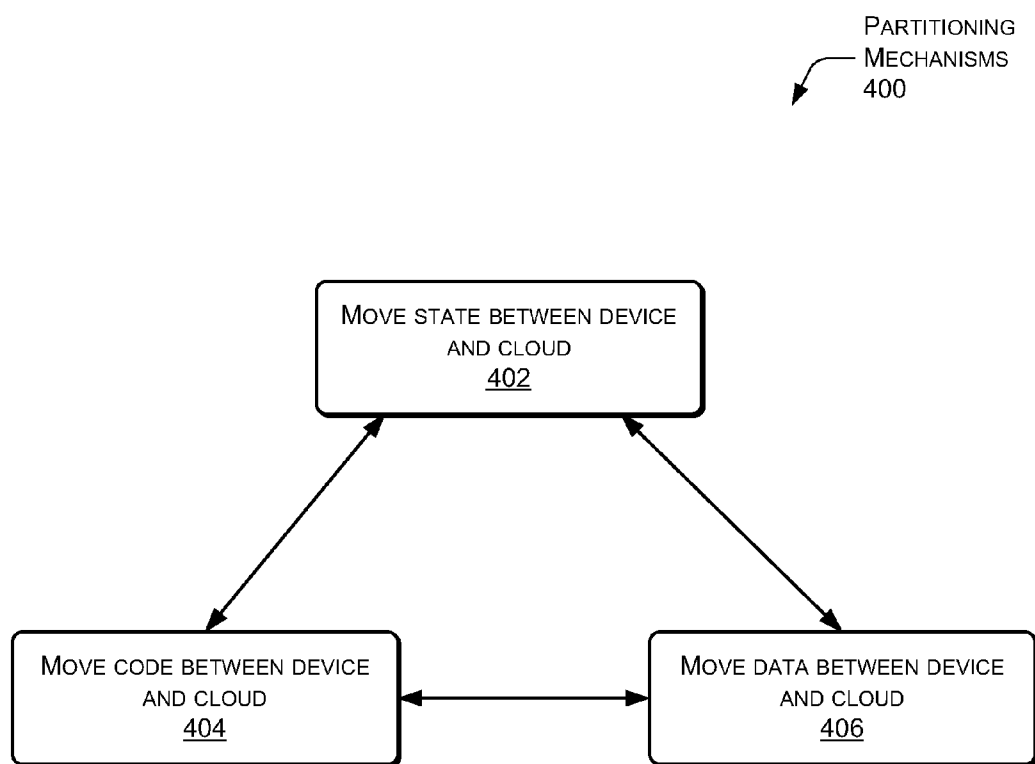 PARTITIONING
MECHANISMS
400
MOVE STATE BETWEEN DEVICE
AND CLOUD
402
MOVE CODE BETWEEN DEVICE
AND CLOUD
404
MOVE DATA BETWEEN DEVICE
AND CLOUD
406